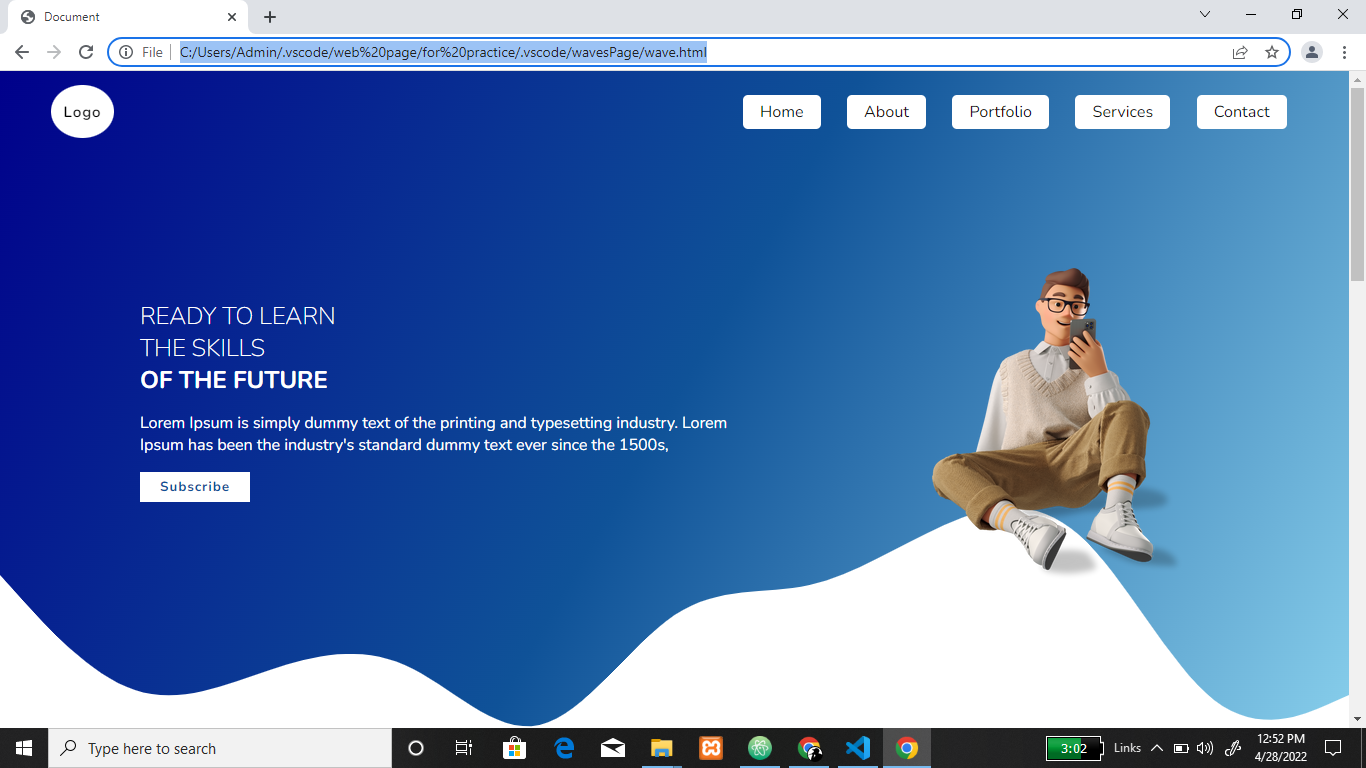 Document
File
C:/Users/Admin/.vscode/web%20page/for%20practice/.vscode/wavesPage/wave.html
Logo
Home
About
Portfolio
Services
Contact
READY TO LEARN
THE SKILLS
OF THE FUTURE
Lorem Ipsum is simply dummy text of the printing and typesetting industry. Lorem
Ipsum has been the industry's standard dummy text ever since the 1500s,
Subscribe
Type here to search
3:02
Links
12:52 PM
4/28/2022